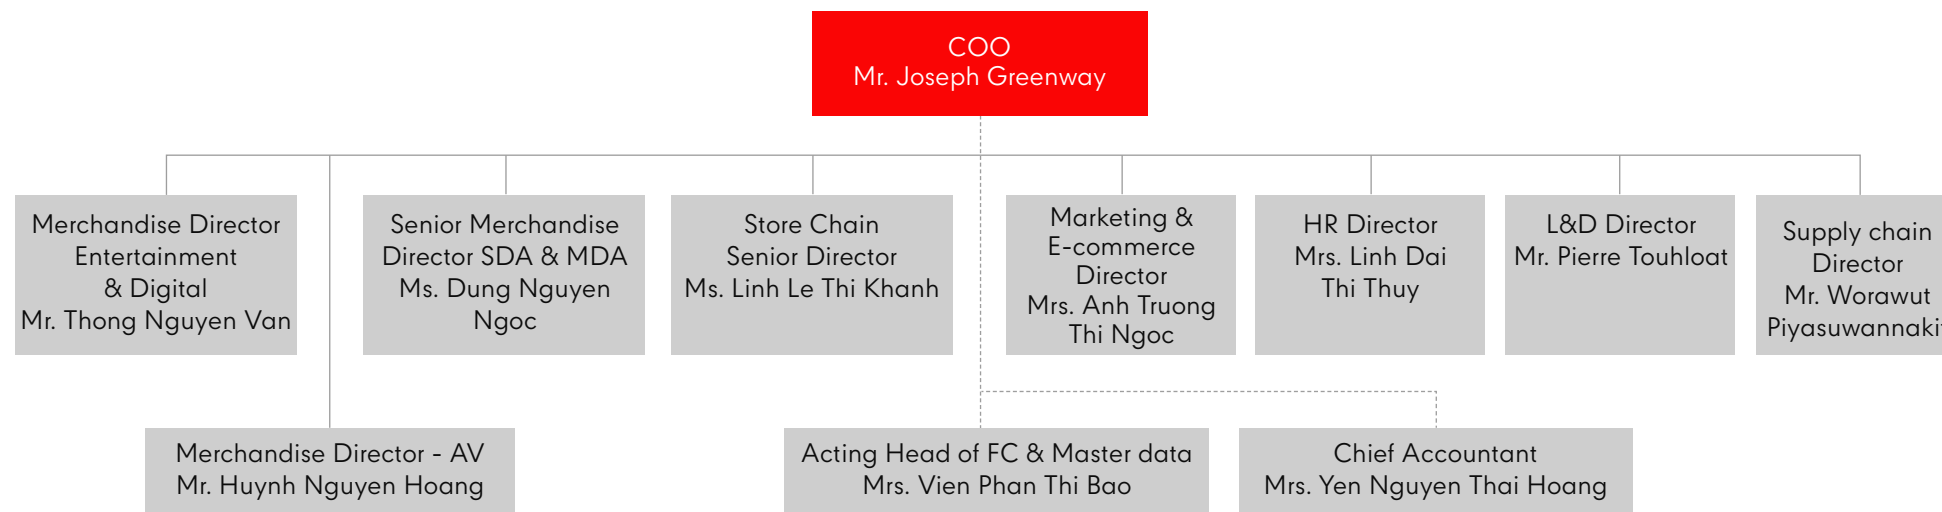 COO
Mr. Joseph Greenway
Merchandise Director
Entertainment
& Digital
Mr. Thong Nguyen Van
Senior Merchandise
Director SDA & MDA
Ms. Dung Nguyen
Ngoc
Store Chain
Senior Director
Ms. Linh Le Thi Khanh
Marketing &
E-commerce
Director
Mrs. Anh Truong
Thi Ngoc
HR Director
Mrs. Linh Dai
Thi Thuy
L&D Director
Mr. Pierre Touhloat
Supply chain
Director
Mr. Worawut
Merchandise Director - AV
Mr. Huynh Nguyen Hoang
Acting Head of FC & Master data
Mrs. Vien Phan Thi Bao
Chief Accountant
Mrs. Yen Nguyen Thai Hoang